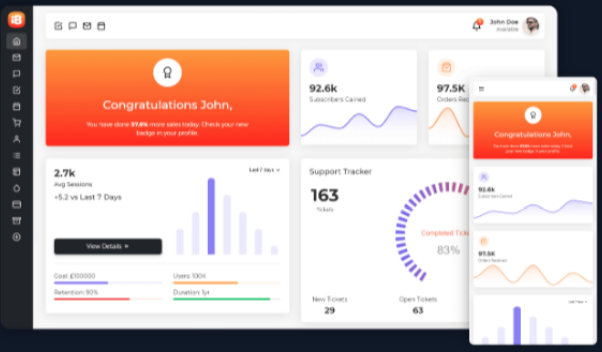 John Doe
Available
Congratulations John,
You have done 57.6% more sales today. Check your new
badge in your profile.
92.6k
Subscribers Gained
97.5K
Orders Rec
2.7k
Avg Sessions
Last 7 days
+5.2 vs Last 7 Days
View Details
Goal: £100000
Users: 100K
Retention: 90%
Duration: 1yr
Support Tracker
163
Tickets
Completed Ticke
83%
New Tickets
29
Open Tickets
63
Congratulations John,
You have done 57.6% more sales today. Check
your new badge in your profile.
92.6k
Subscribers Gained
97.5K
Orders Received
Last 7 days